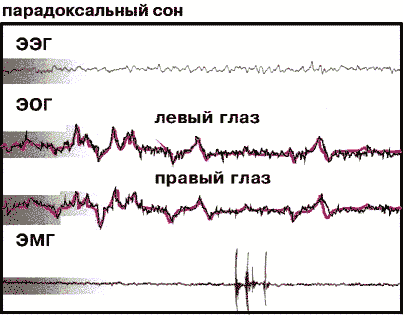 парадоксальный сон
ЭЭГ
ЭОГ
левый глаз
правый глаз
ЭМГ